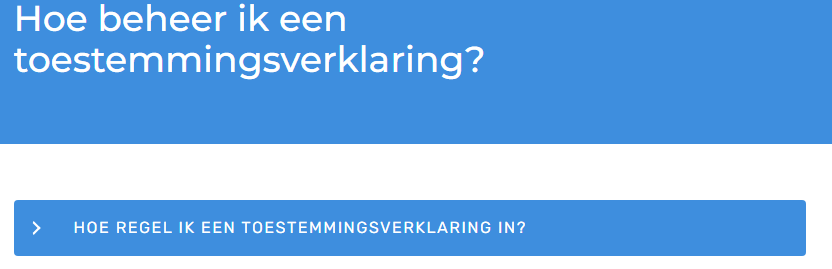 Hoe beheer ik een
toestemmingsverklaring?
HOE REGEL IK EEN TOESTEMMINGSVERKLARING IN?